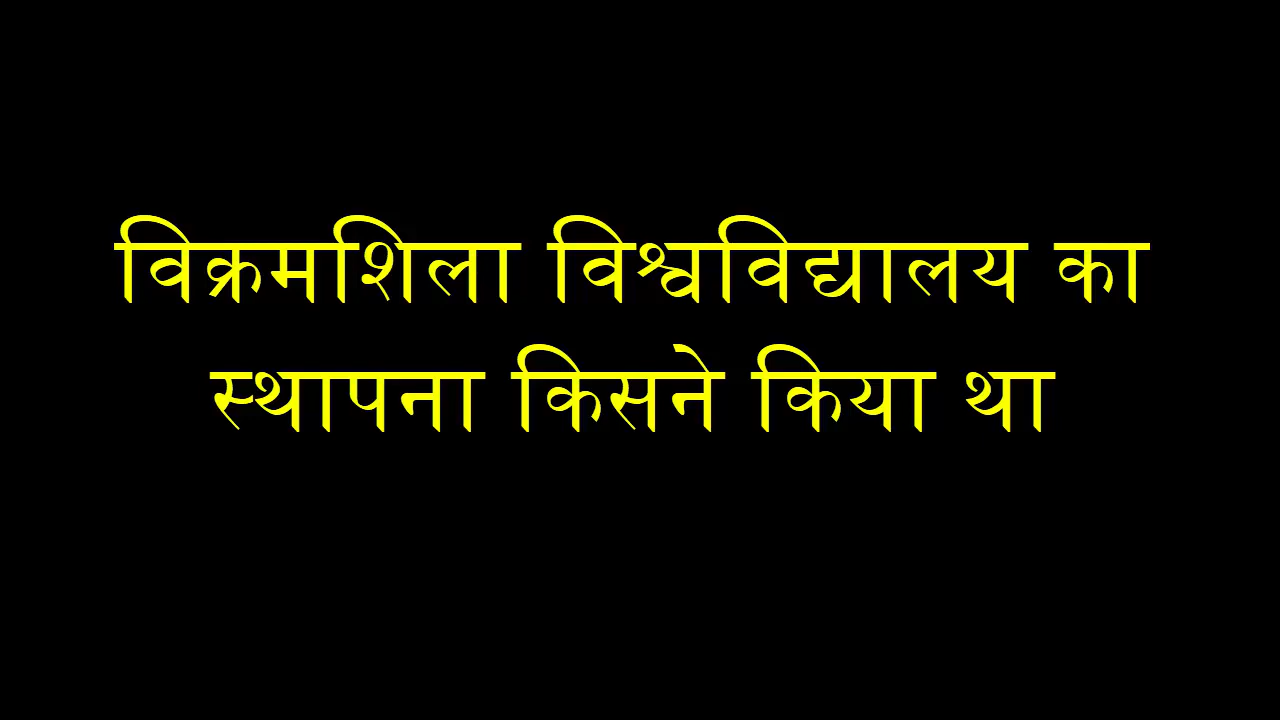 विक्रमशिला विश्वविद्यालय का
स्थापना किसने किया था